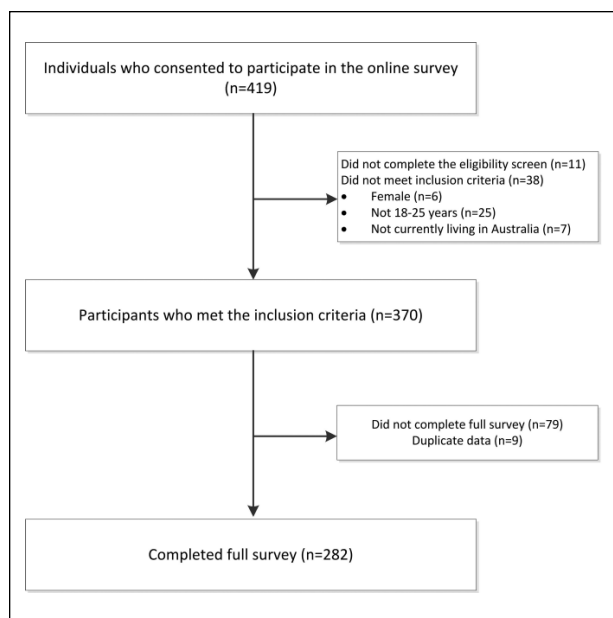 Individuals who consented to participate in the online survey
(n=419)
Did not complete the eligibility screen (n=11)
Did not meet inclusion criteria (n=38)
• Female (n=6)
• Not 18-25 years (n=25)
• Not currently living in Australia (n=7)
Participants who met the inclusion criteria (n=370)
Did not complete full survey (n=79)
Duplicate data (n=9)
Completed full survey (n=282)